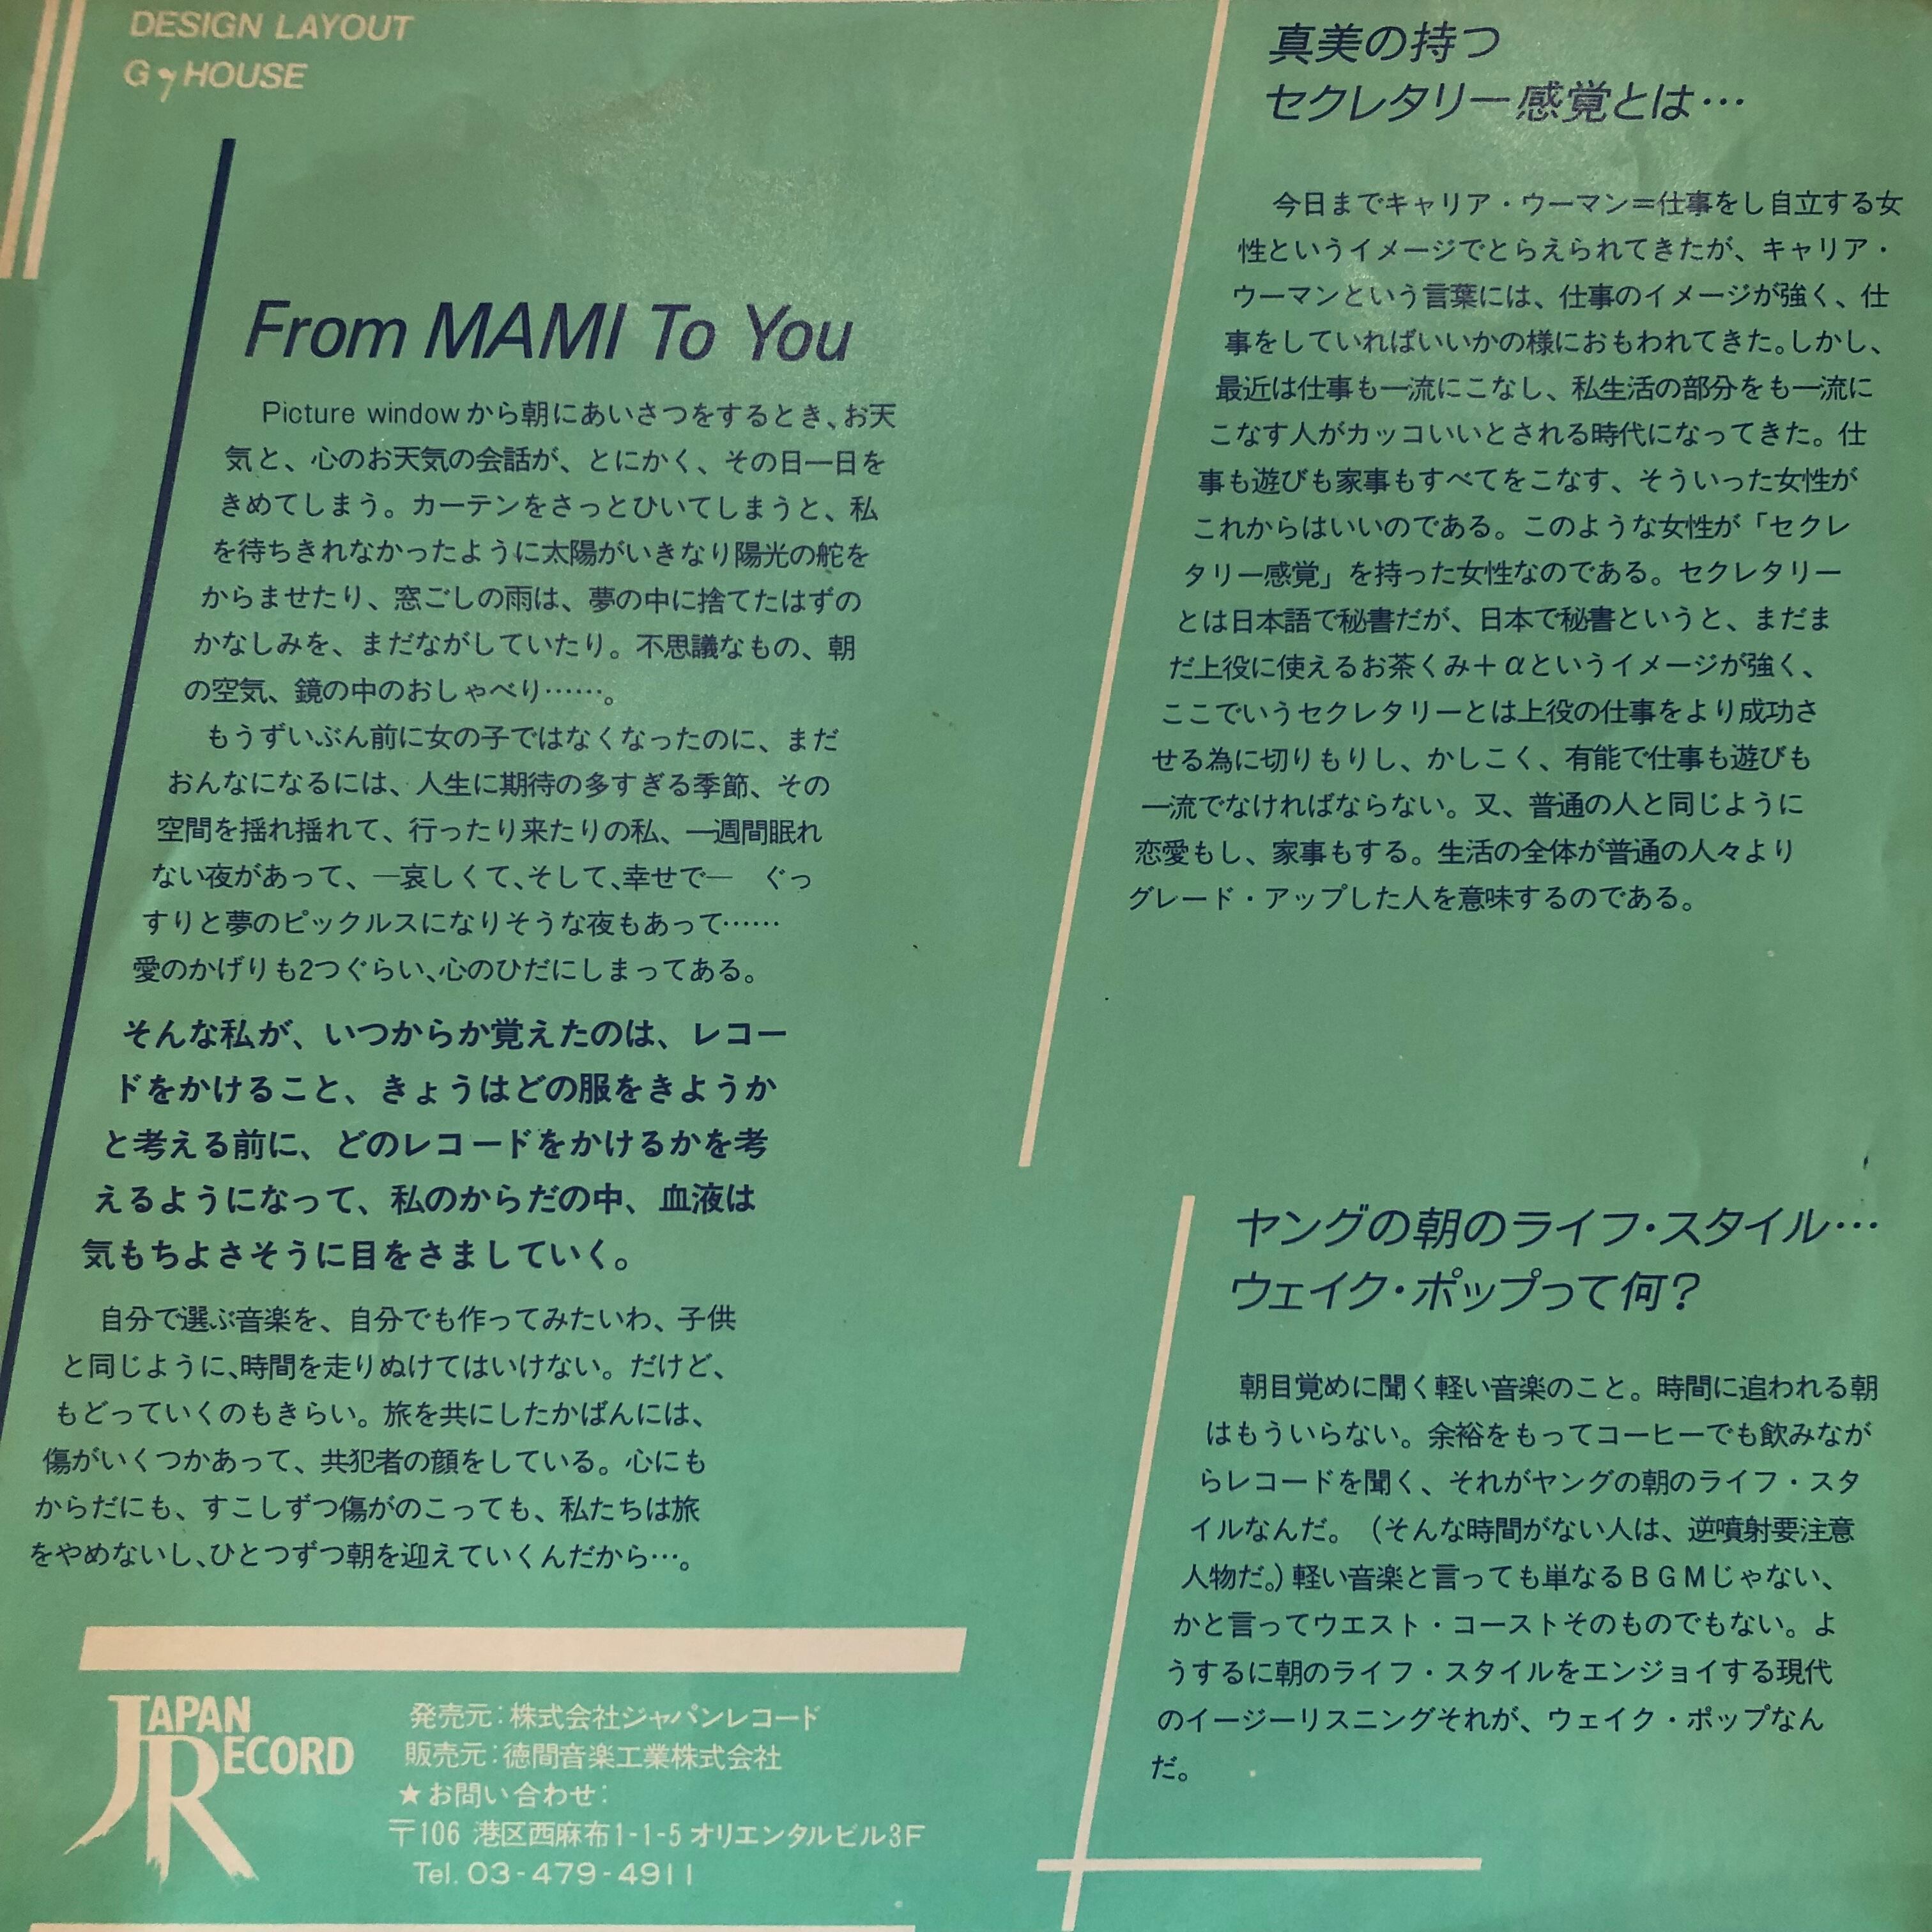 DESIGN LAYOUT
G HOUSE
From MAMI To You
Picture windowから朝にあいさつをするとき、お天
気と、心のお天気の会話が、とにかく、その日一日を
きめてしまう。カーテンをさっとひいてしまうと、私
を待ちきれなかったように太陽がいきなり陽光の舵を
からませたり、窓ごしの雨は、夢の中に捨てたはずの
かなしみを、まだながしていたり。不思議なもの、朝
の空気、鏡の中のおしゃべり……。
もうずいぶん前に女の子ではなくなったのに、まだ
おんなになるには、人生に期待の多すぎる季節、その
空間を揺れ揺れて、行ったり来たりの私、一週間眠れ
ない夜があって、―哀しくて、そして、幸せで― ぐっ
すりと夢のピックルスになりそうな夜もあって……
愛のかげりも2つぐらい、心のひだにしまってある。
そんな私が、いつからか覚えたのは、レコー
ドをかけること、きょうはどの服をきようか
と考える前に、どのレコードをかけるかを考
えるようになって、私のからだの中、血液は
気もちよさそうに目をさましていく。
自分で選ぶ音楽を、自分でも作ってみたいわ、子供
と同じように、時間を走りぬけてはいけない。だけど、
もどっていくのもきらい。旅を共にしたかばんには、
傷がいくつかあって、共犯者の顔をしている。心にも
からだにも、すこしずつ傷がのこっても、私たちは旅
をやめないし、ひとつずつ朝を迎えていくんだから…。
JAPAN
RECORD
発売元：株式会社ジャパンレコード
販売元：徳間音楽工業株式会社
★お問い合わせ：
〒106 港区西麻布1-1-5 オリエンタルビル3F
Tel. 03-479-4911
真美の持つ
セクレタリー感覚とは…
今日までキャリア・ウーマン＝仕事をし自立する女
性というイメージでとらえられてきたが、キャリア・
ウーマンという言葉には、仕事のイメージが強く、仕
事をしていればいいかの様におもわれてきた。しかし、
最近は仕事も一流にこなし、私生活の部分をも一流に
こなす人がカッコいいとされる時代になってきた。仕
事も遊びも家事もすべてをこなす、そういった女性が
これからはいいのである。このような女性が「セクレ
タリー感覚」を持った女性なのである。セクレタリー
とは日本語で秘書だが、日本で秘書というと、まだま
だ上役に使えるお茶くみ＋αというイメージが強く、
ここでいうセクレタリーとは上役の仕事をより成功さ
せる為に切りもりし、かしこく、有能で仕事も遊びも
一流でなければならない。又、普通の人と同じように
恋愛もし、家事もする。生活の全体が普通の人々より
グレード・アップした人を意味するのである。
ヤングの朝のライフ・スタイル…
ウェイク・ポップって何？
朝目覚めに聞く軽い音楽のこと。時間に追われる朝
はもういらない。余裕をもってコーヒーでも飲みなが
らレコードを聞く、それがヤングの朝のライフ・スタ
イルなんだ。（そんな時間がない人は、逆噴射要注意
人物だ。）軽い音楽と言っても単なるＢＧＭじゃない、
かと言ってウエスト・コーストそのものでもない。よ
うするに朝のライフ・スタイルをエンジョイする現代
のイージーリスニングそれが、ウェイク・ポップなん
だ。